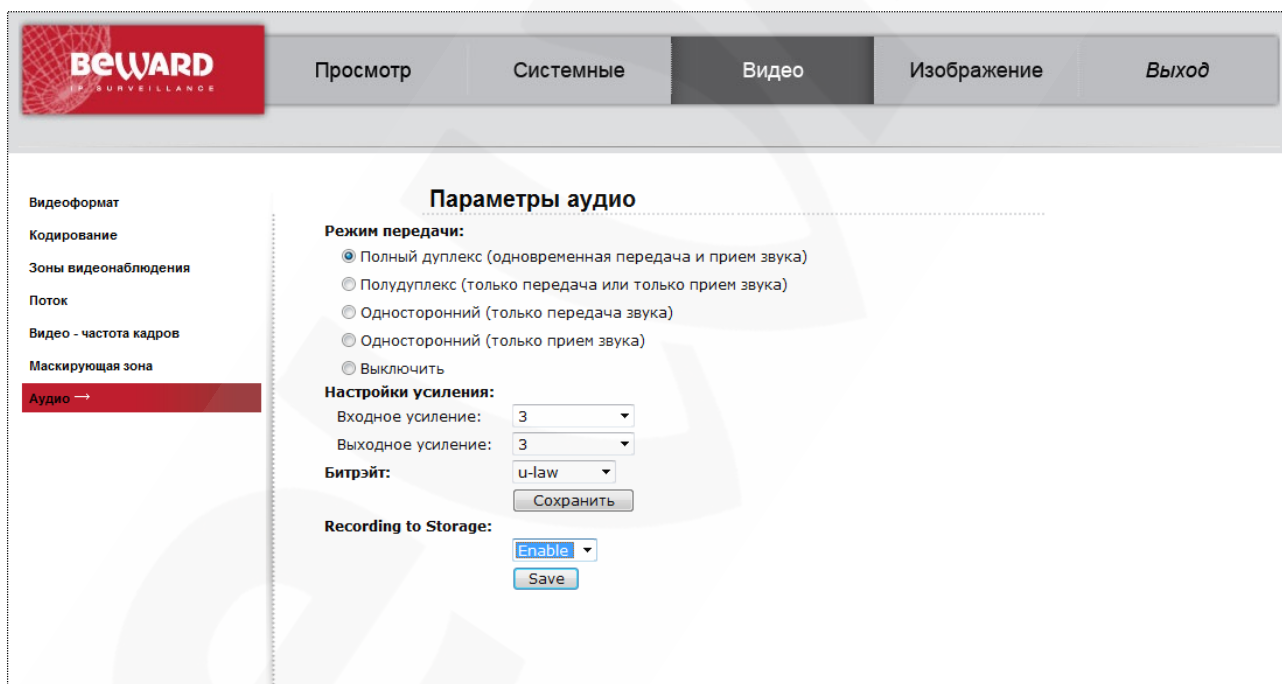 BEWARD
IP SURVEILLANCE
Просмотр
Системные
Видео
Изображение
Выход
Видеоформат
Кодирование
Зоны видеонаблюдения
Поток
Видео - частота кадров
Маскирующая зона
Аудио →
Параметры аудио
Режим передачи:
Полный дуплекс (одновременная передача и прием звука)
Полудуплекс (только передача или только прием звука)
Односторонний (только передача звука)
Односторонний (только прием звука)
Выключить
Настройки усиления:
Входное усиление: 3
Выходное усиление: 3
Битрэйт: u-law
Сохранить
Recording to Storage:
Enable
Save